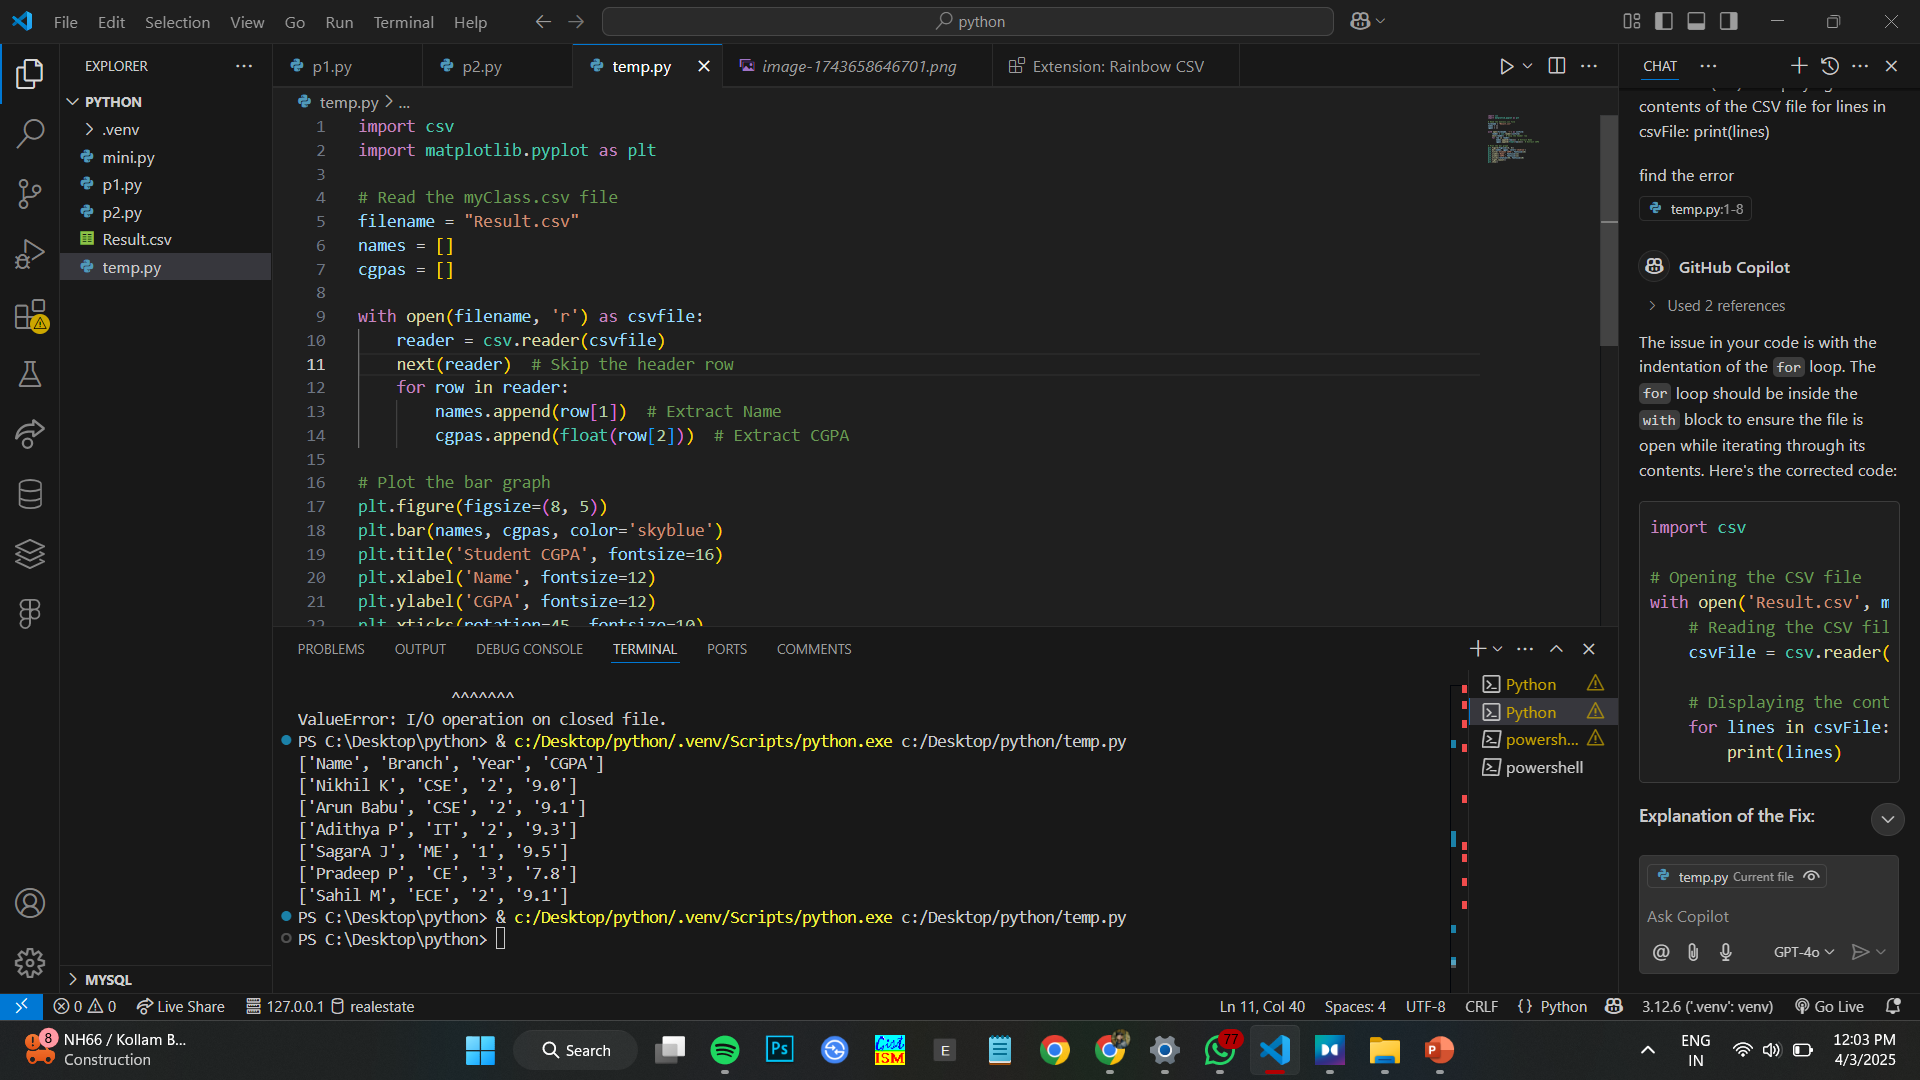 File Edit Selection View Go Run Terminal Help
python
EXPLORER
PYTHON
.venv
mini.py
p1.py
p2.py
Result.csv
temp.py
MYSQL
p1.py
p2.py
temp.py
image-1743658646701.png
Extension: Rainbow CSV
temp.py > ...
1 import csv
2 import matplotlib.pyplot as plt
3
4 # Read the myClass.csv file
5 filename = "Result.csv"
6 names = []
7 cgpas = []
8
9 with open(filename, 'r') as csvfile:
10 reader = csv.reader(csvfile)
11 next(reader)  # Skip the header row
12 for row in reader:
13 names.append(row[1])  # Extract Name
14 cgpas.append(float(row[2]))  # Extract CGPA
15
16 # Plot the bar graph
17 plt.figure(figsize=(8, 5))
18 plt.bar(names, cgpas, color='skyblue')
19 plt.title('Student CGPA', fontsize=16)
20 plt.xlabel('Name', fontsize=12)
21 plt.ylabel('CGPA', fontsize=12)
22 plt.xticks(rotation=45, fontsize=10)
PROBLEMS OUTPUT DEBUG CONSOLE TERMINAL PORTS COMMENTS
^^^^^^^
ValueError: I/O operation on closed file.
PS C:\Desktop\python> & c:/Desktop/python/.venv/Scripts/python.exe c:/Desktop/python/temp.py
['Name', 'Branch', 'Year', 'CGPA']
['Nikhil K', 'CSE', '2', '9.0']
['Arun Babu', 'CSE', '2', '9.1']
['Adithya P', 'IT', '2', '9.3']
['SagarA J', 'ME', '1', '9.5']
['Pradeep P', 'CE', '3', '7.8']
['Sahil M', 'ECE', '2', '9.1']
PS C:\Desktop\python> & c:/Desktop/python/.venv/Scripts/python.exe c:/Desktop/python/temp.py
PS C:\Desktop\python>
Python
Python
powersh...
powershell
CHAT
contents of the CSV file for lines in
csvFile: print(lines)
find the error
temp.py:1-8
GitHub Copilot
Used 2 references
The issue in your code is with the
indentation of the for loop. The
for loop should be inside the
with block to ensure the file is
open while iterating through its
contents. Here's the corrected code:
import csv
# Opening the CSV file
with open('Result.csv', m
# Reading the CSV fil
csvFile = csv.reader(
# Displaying the cont
for lines in csvFile:
print(lines)
Explanation of the Fix:
temp.py Current file
Ask Copilot
GPT-4o
0 0 Live Share 127.0.0.1 realestate
Ln 11, Col 40 Spaces: 4 UTF-8 CRLF {} Python 3.12.6 ('.venv': venv) Go Live
8
NH66 / Kollam B...
Construction
Search
Ps
Cist
ISM
E
77
P
ENG
IN
12:03 PM
4/3/2025